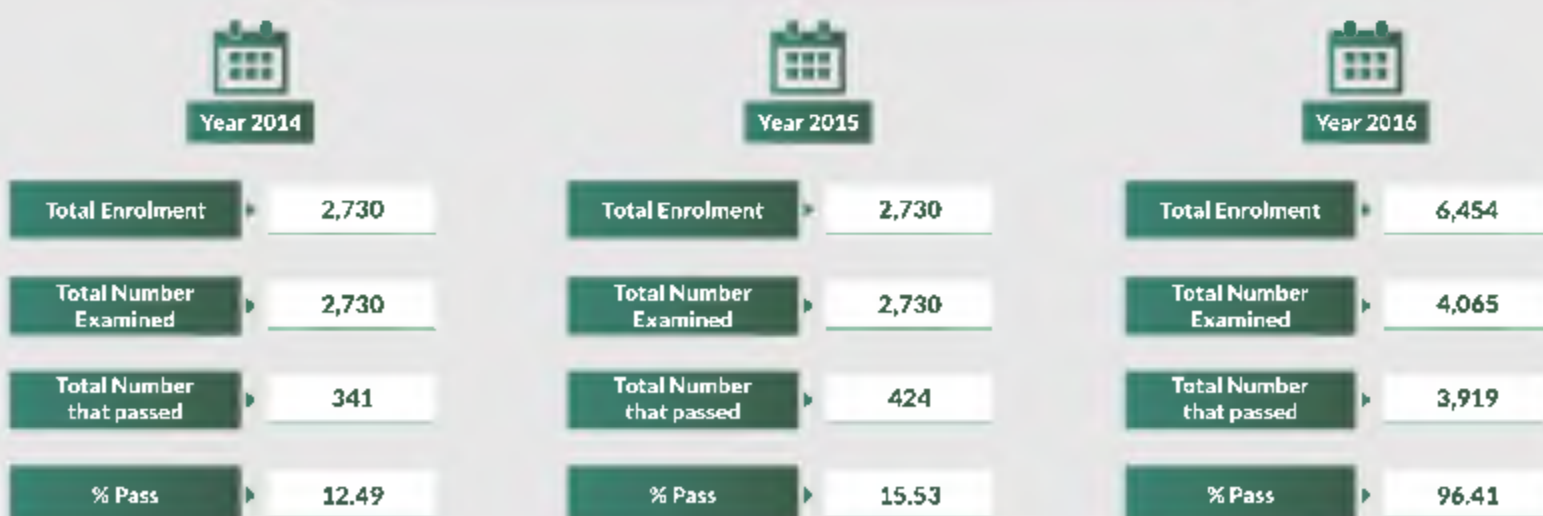 Year 2014
Total Enrolment 2,730
Total Number
Examined
2,730
Total Number
that passed
341
% Pass 12.49
Year 2015
Total Enrolment 2,730
Total Number
Examined
2,730
Total Number
that passed
424
% Pass 15.53
Year 2016
Total Enrolment 6,454
Total Number
Examined
4,065
Total Number
that passed
3,919
% Pass 96.41